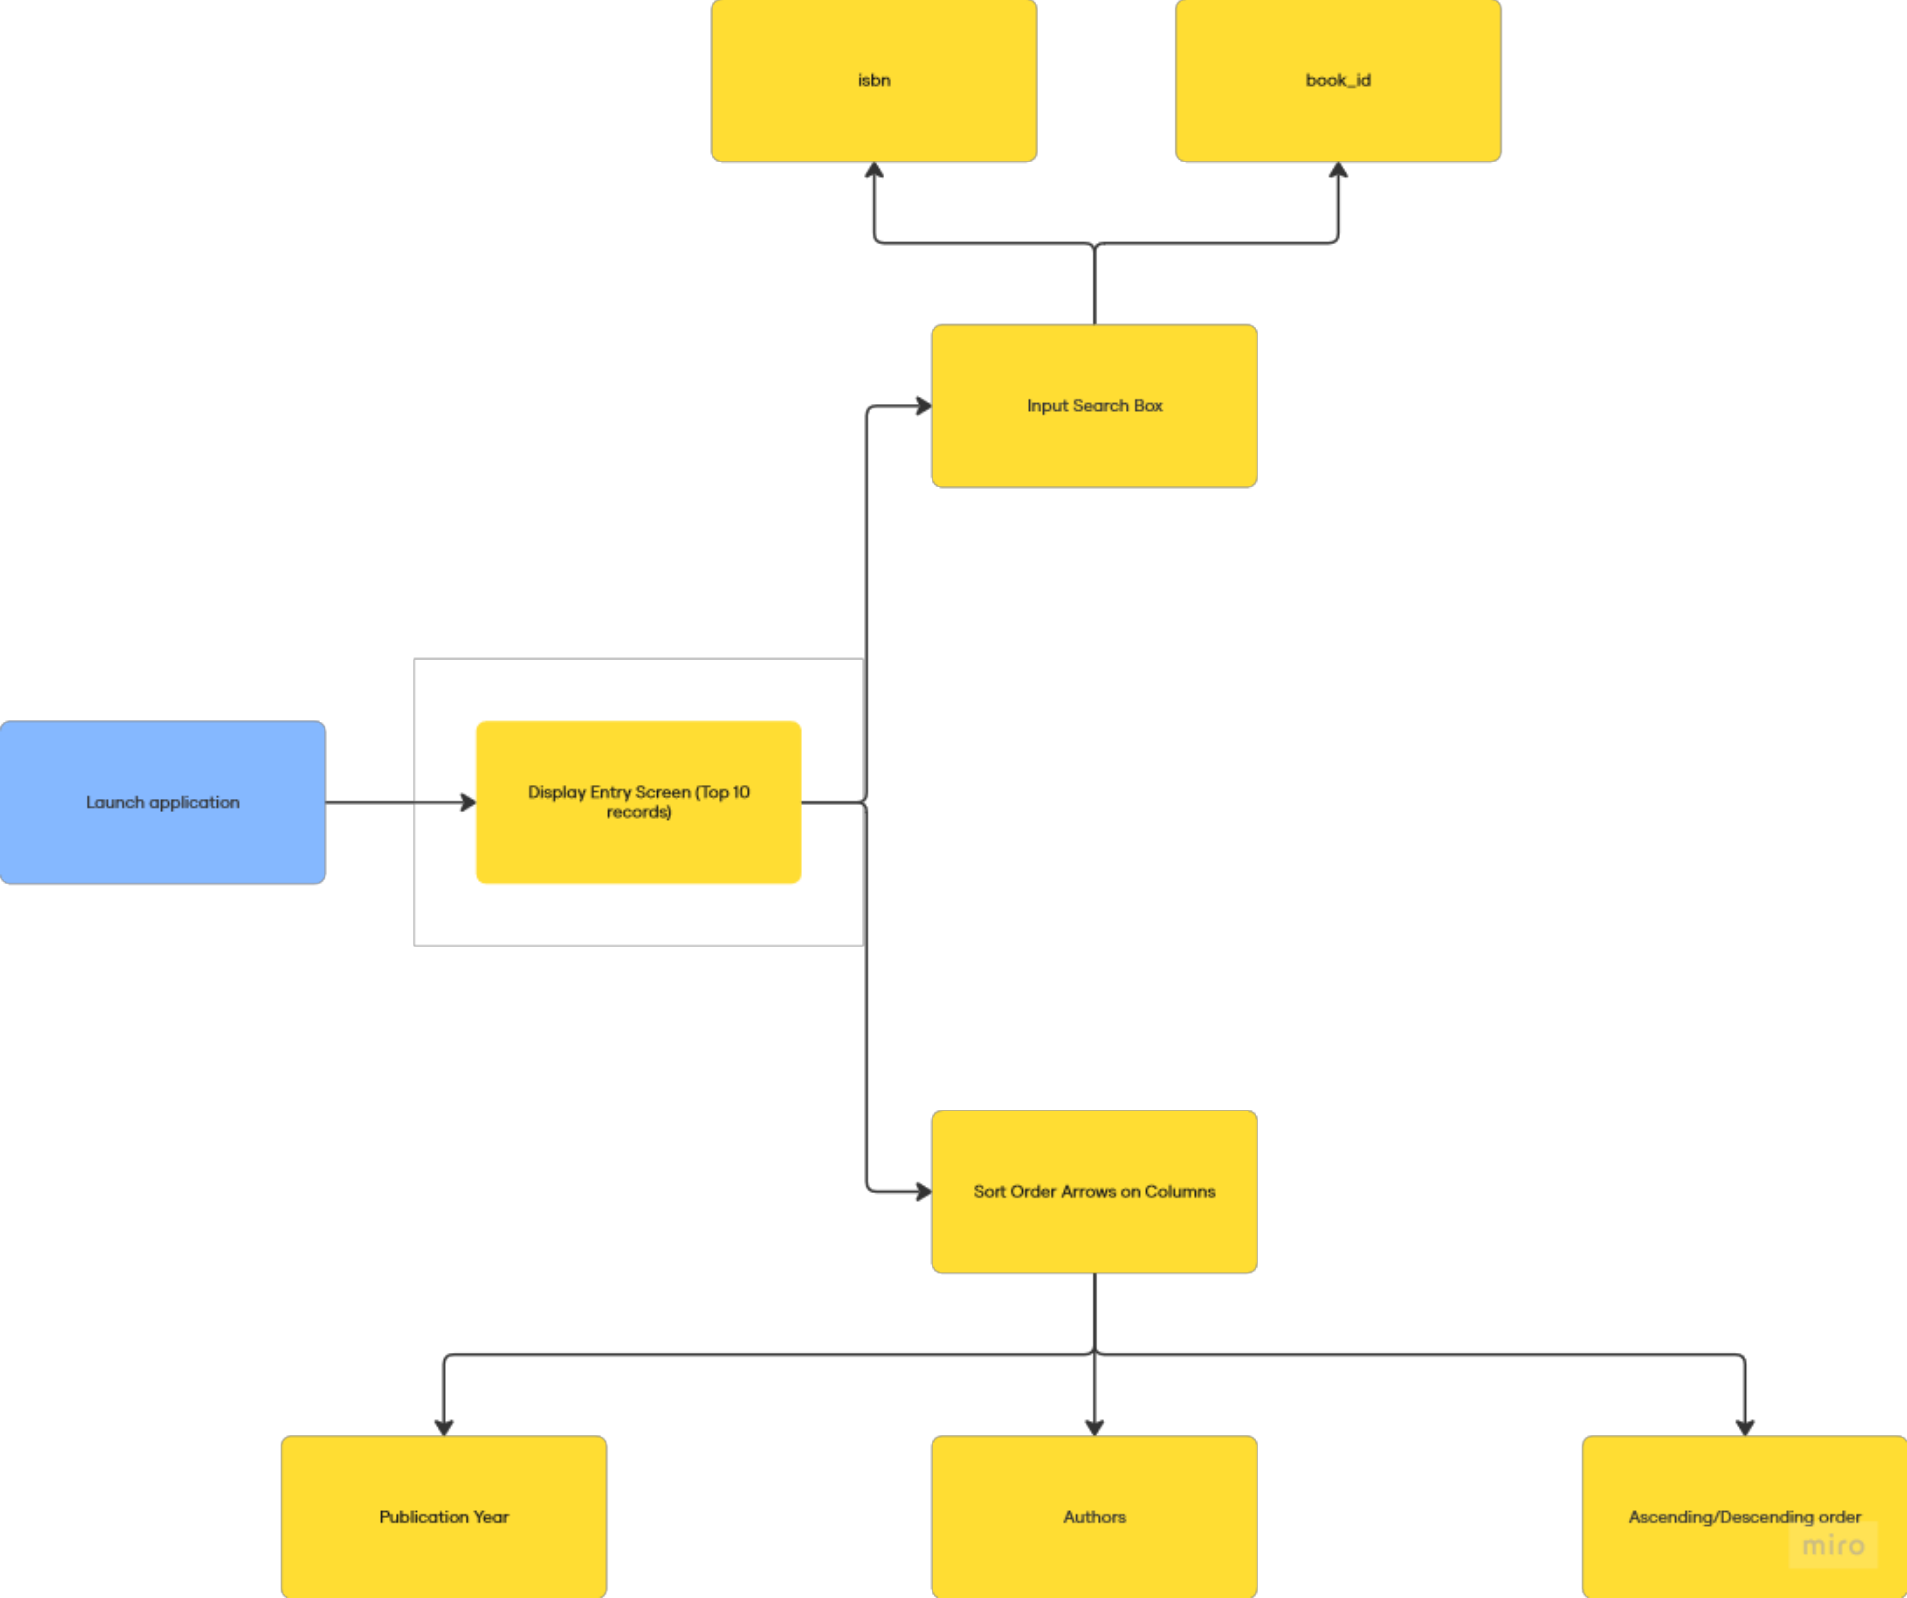 isbn
book_id
Input Search Box
Launch application
Display Entry Screen (Top 10
records)
Sort Order Arrows on Columns
Publication Year
Authors
Ascending/Descending order
miro